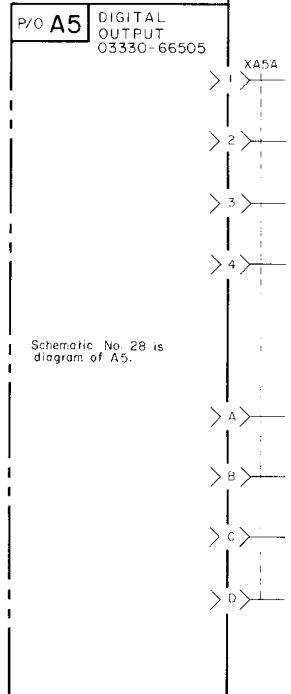 P/O A5
DIGITAL
OUTPUT
03330-66505
XA5A
1
2
3
4
Schematic No. 28 is
diagram of A5.
A
B
C
D